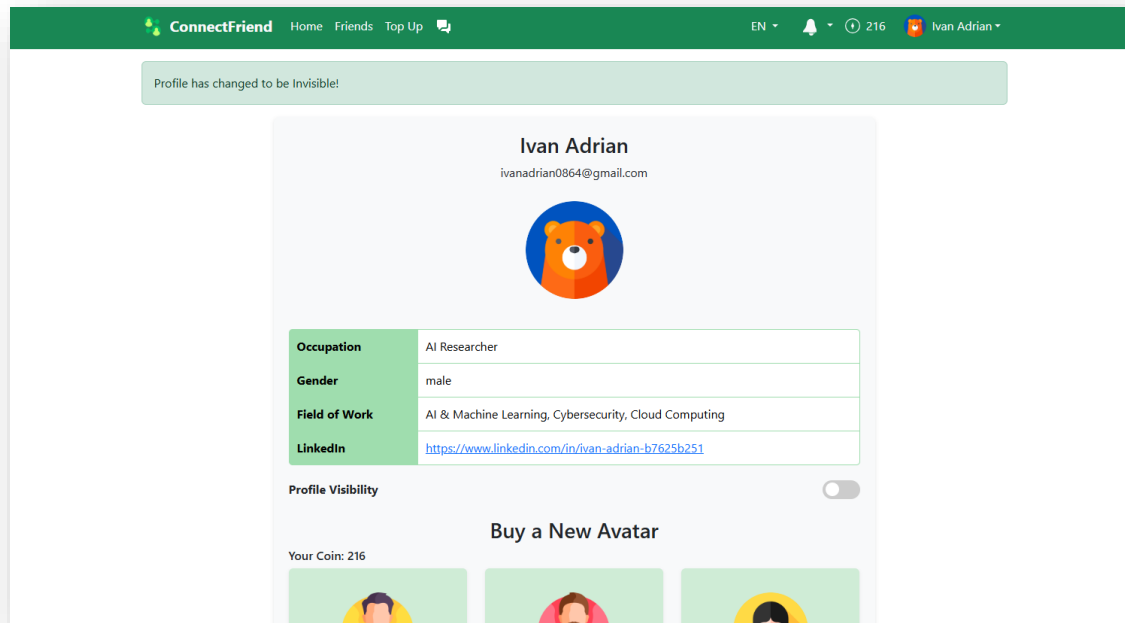 ConnectFriend Home Friends Top Up EN 216 Ivan Adrian
Profile has changed to be Invisible!
Ivan Adrian
ivanadrian0864@gmail.com
Occupation AI Researcher
Gender male
Field of Work AI & Machine Learning, Cybersecurity, Cloud Computing
LinkedIn https://www.linkedin.com/in/ivan-adrian-b7625b251
Profile Visibility
Buy a New Avatar
Your Coin: 216